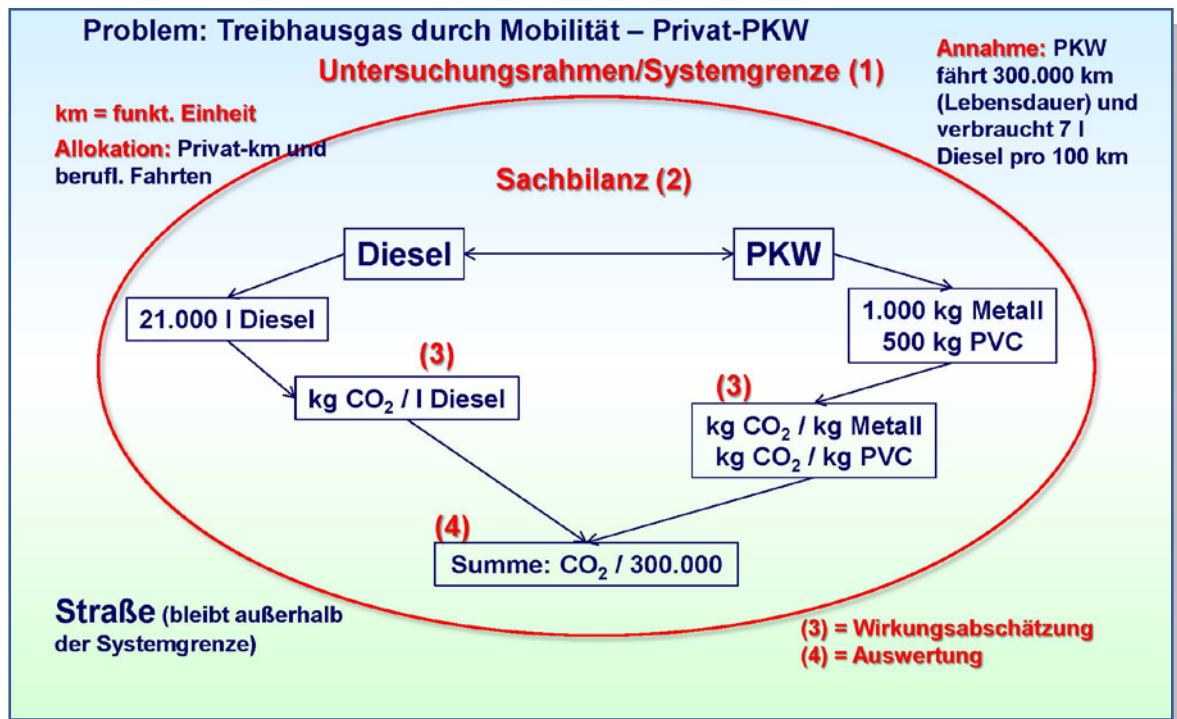 Problem: Treibhausgas durch Mobilität – Privat-PKW
Untersuchungsrahmen/Systemgrenze (1)
Annahme: PKW
fährt 300.000 km
(Lebensdauer) und
verbraucht 7 l
Diesel pro 100 km
km = funkt. Einheit
Allokation: Privat-km und
berufl. Fahrten
Sachbilanz (2)
Diesel
PKW
21.000 l Diesel
1.000 kg Metall
500 kg PVC
(3)
kg CO₂ / l Diesel
(3)
kg CO₂ / kg Metall
kg CO₂ / kg PVC
(4)
Summe: CO₂ / 300.000
Straße (bleibt außerhalb
der Systemgrenze)
(3) = Wirkungsabschätzung
(4) = Auswertung